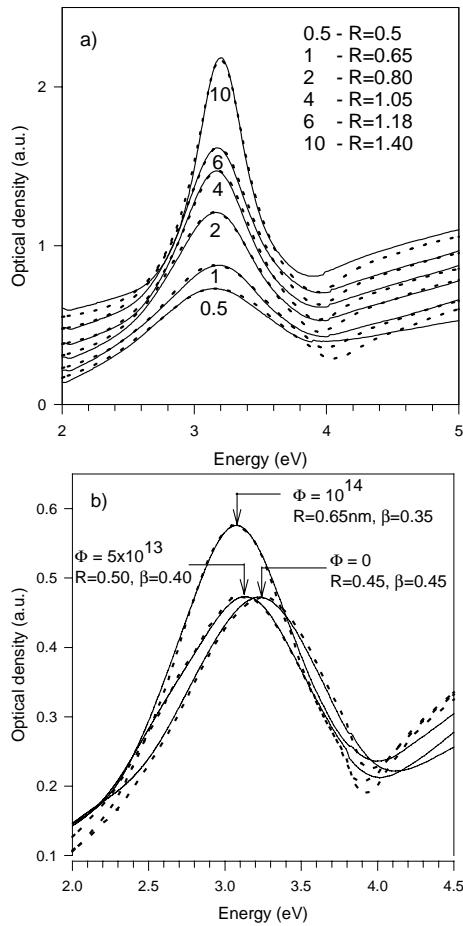 a)
0.5 - R=0.5
1 - R=0.65
2 - R=0.80
4 - R=1.05
6 - R=1.18
10 - R=1.40
2
1
0
Optical density (a.u.)
10
6
4
2
1
0.5
2 3 4 5
Energy (eV)
b)
Φ = 10^14
R=0.65nm, β=0.35
Φ = 5x10^13
R=0.50, β=0.40
Φ = 0
R=0.45, β=0.45
0.6
0.5
0.4
0.3
0.2
0.1
Optical density (a.u.)
2.0 2.5 3.0 3.5 4.0 4.5
Energy (eV)